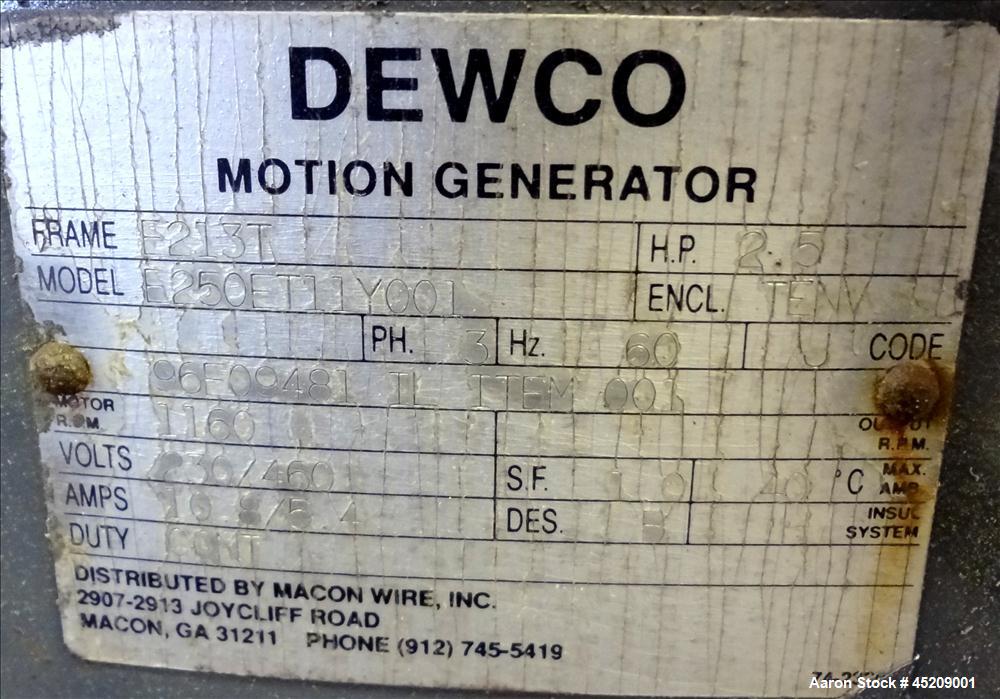 DEWCO
MOTION GENERATOR
FRAME E213T H.P. 2.5
MODEL E250ET11Y001 ENCL. TENV
PH. 3 Hz. 60 CODE
96F09481 IL ITEM 001
MOTOR R.P.M. 1160 OUTPUT R.P.M.
VOLTS 230/460 S.F. 1.0 40 °C MAX. AMB.
AMPS 10.8/5.4 DES. B H INSUL. SYSTEM
DUTY CONT
DISTRIBUTED BY MACON WIRE, INC.
2907-2913 JOYCLIFF ROAD
MACON, GA 31211 PHONE (912) 745-5419
Aaron Stock # 45209001